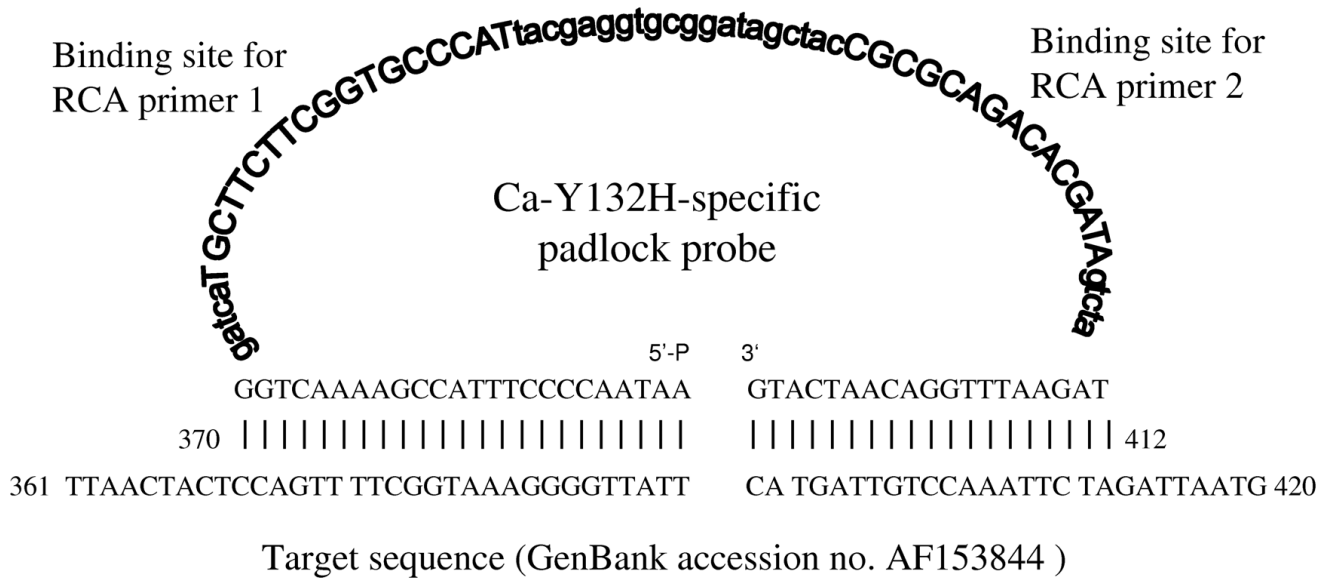 gatcaTGCTTCTTCGGTGCCCATtacgaggtgcggatagctacCGCGCAGACACGATAgtcta
Binding site for
RCA primer 1
Binding site for
RCA primer 2
Ca-Y132H-specific
padlock probe
5'-P 3'
GGTCAAAAGCCATTTCCCCAATAA GTACTAACAGGTTTAAGAT
370 412
361 TTAACTACTCCAGTT TTCGGTAAAGGGGTTATT CA TGATTGTCCAAATTC TAGATTAATG 420
Target sequence (GenBank accession no. AF153844 )